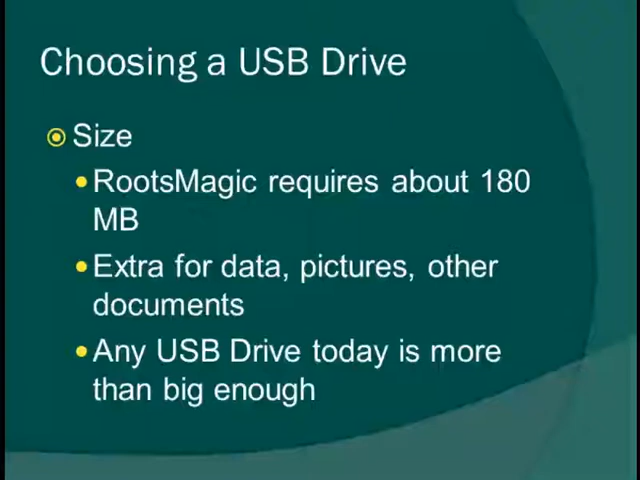 Choosing a USB Drive
Size
RootsMagic requires about 180
MB
Extra for data, pictures, other
documents
Any USB Drive today is more
than big enough